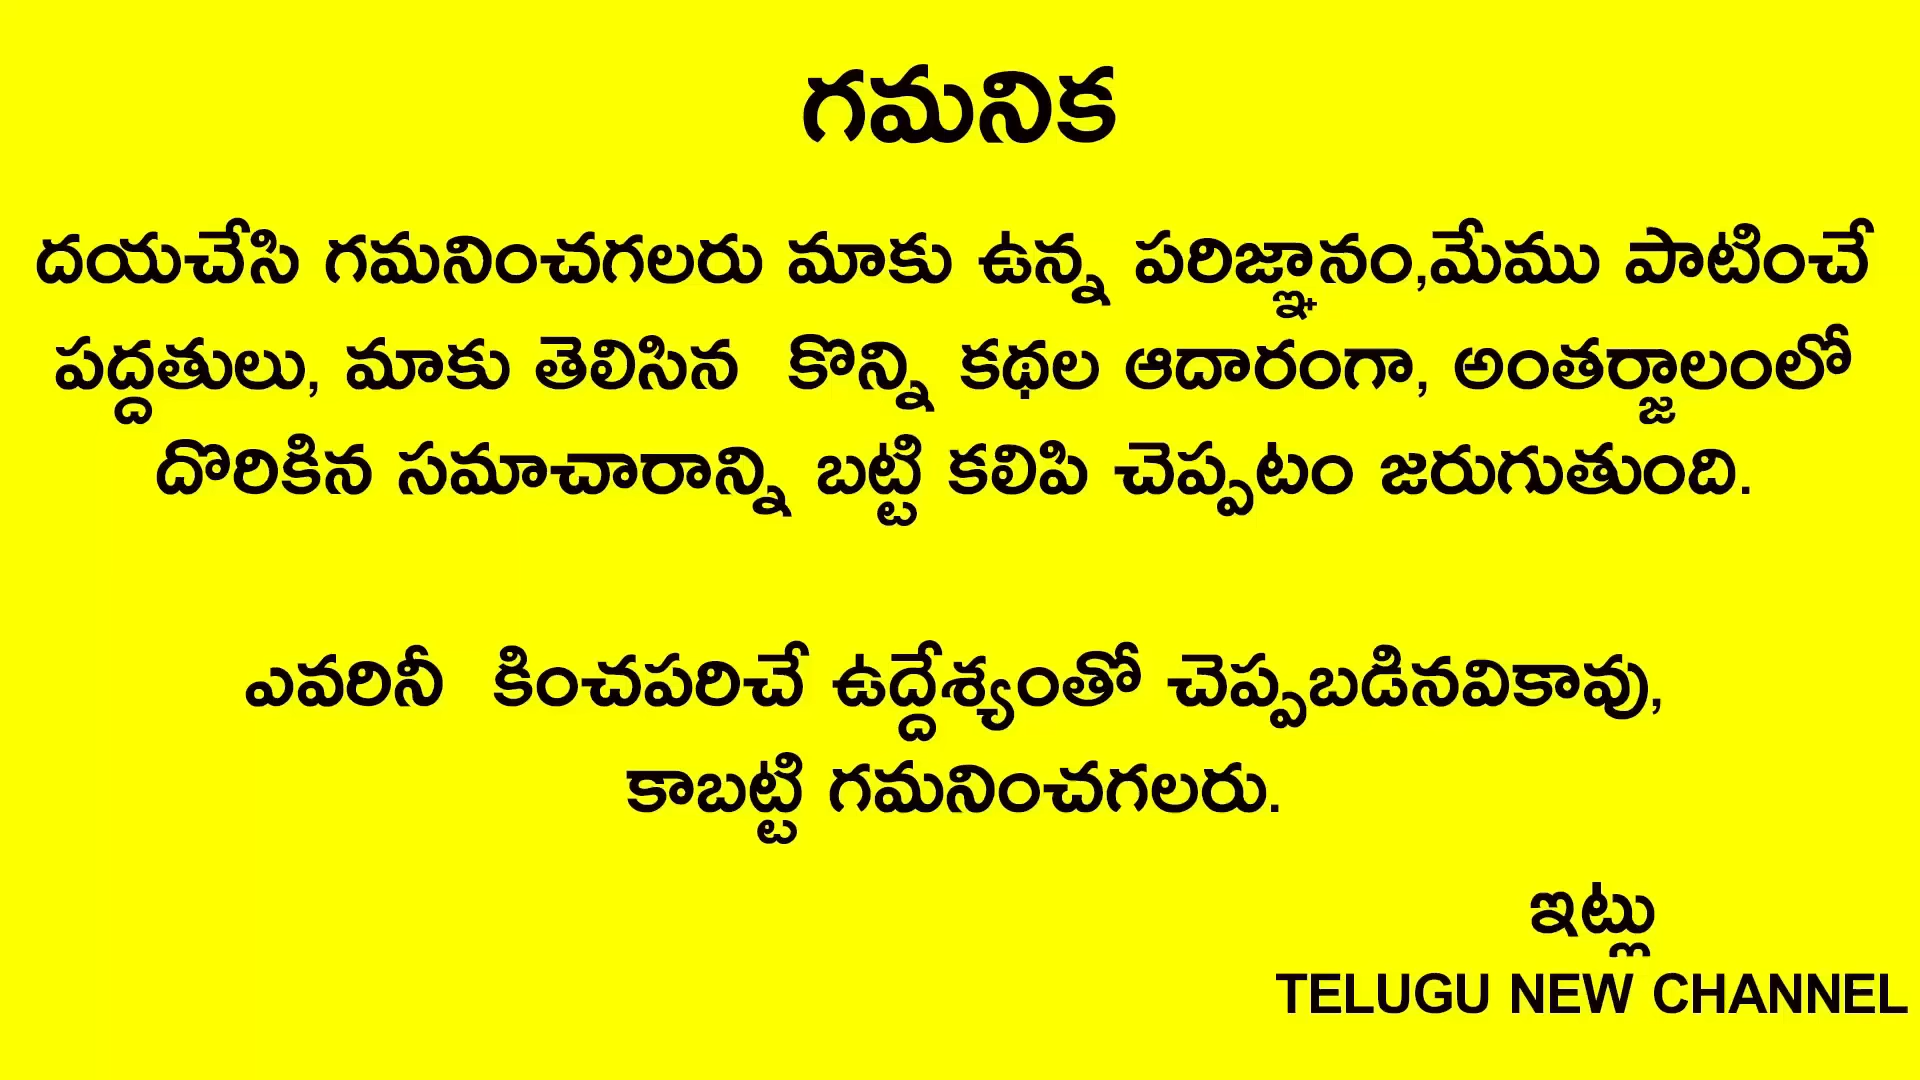 గమనిక
దయచేసి గమనించగలరు మాకు ఉన్న పరిజ్ఞానం,మేము పాటించే
పద్దతులు, మాకు తెలిసిన  కొన్ని కథల ఆదారంగా, అంతర్జాలంలో
దొరికిన సమాచారాన్ని బట్టి కలిపి చెప్పటం జరుగుతుంది.
ఎవరినీ  కించపరిచే ఉద్దేశ్యంతో చెప్పబడినవికావు,
కాబట్టి గమనించగలరు.
ఇట్లు
TELUGU NEW CHANNEL